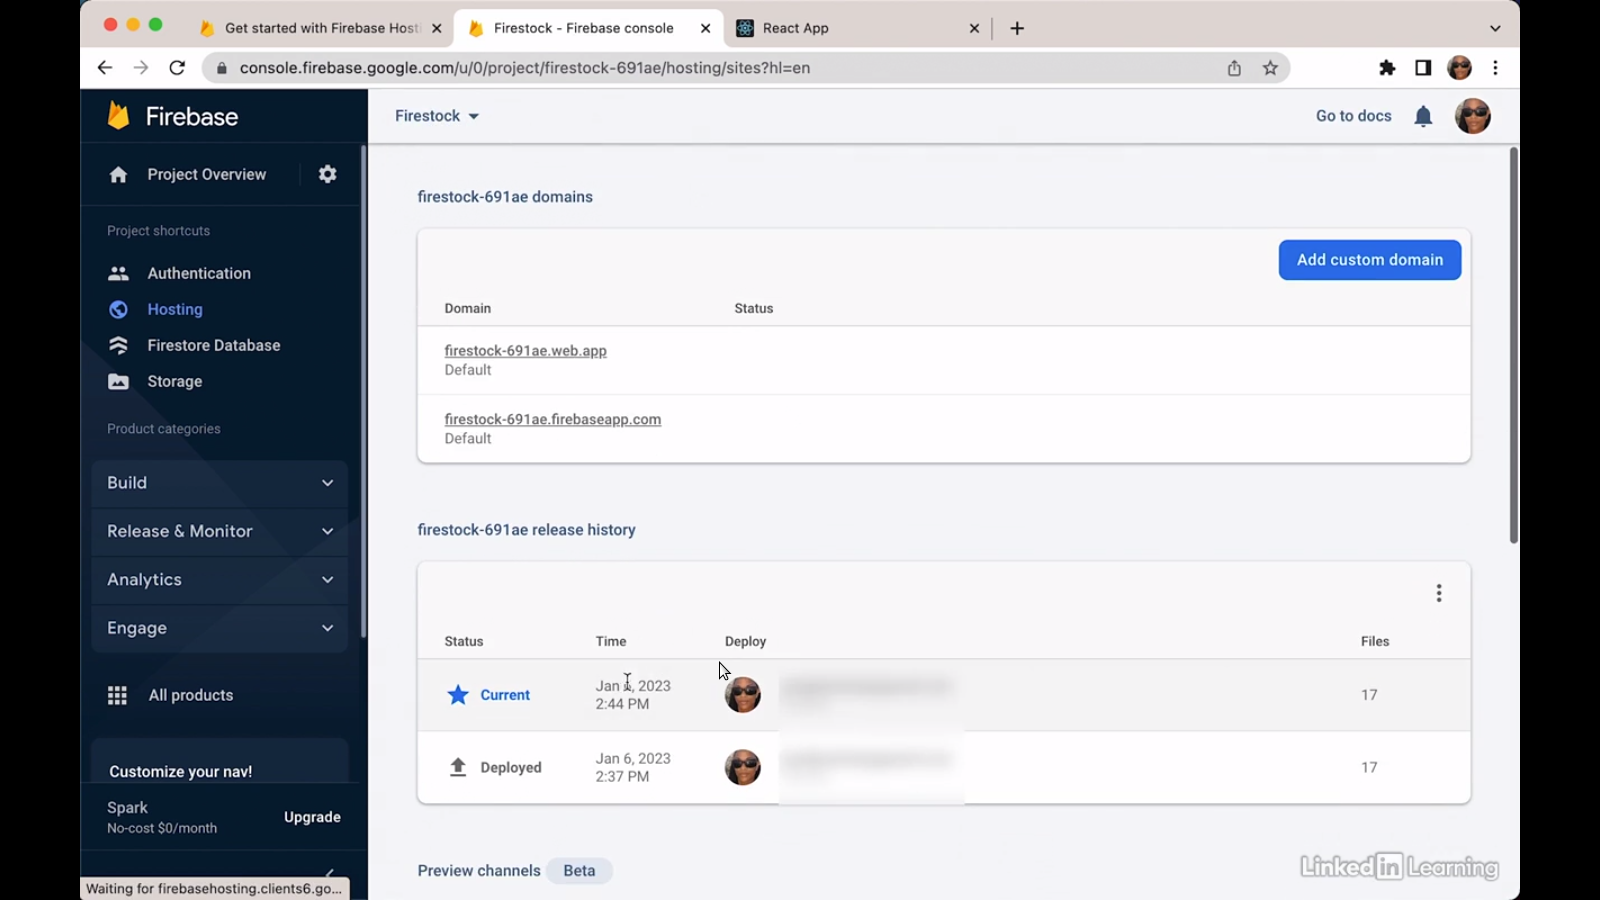 Get started with Firebase Hosti
Firestock - Firebase console
React App
console.firebase.google.com/u/0/project/firestock-691ae/hosting/sites?hl=en
Firebase
Firestock
Go to docs
Project Overview
Project shortcuts
Authentication
Hosting
Firestore Database
Storage
Product categories
Build
Release & Monitor
Analytics
Engage
All products
Customize your nav!
Spark
No-cost $0/month
Upgrade
Waiting for firebasehosting.clients6.go...
firestock-691ae domains
Add custom domain
Domain Status
firestock-691ae.web.app
Default
firestock-691ae.firebaseapp.com
Default
firestock-691ae release history
Status Time Deploy Files
Current
Jan 6, 2023
2:44 PM
17
Deployed
Jan 6, 2023
2:37 PM
17
Preview channels Beta
LinkedIn Learning